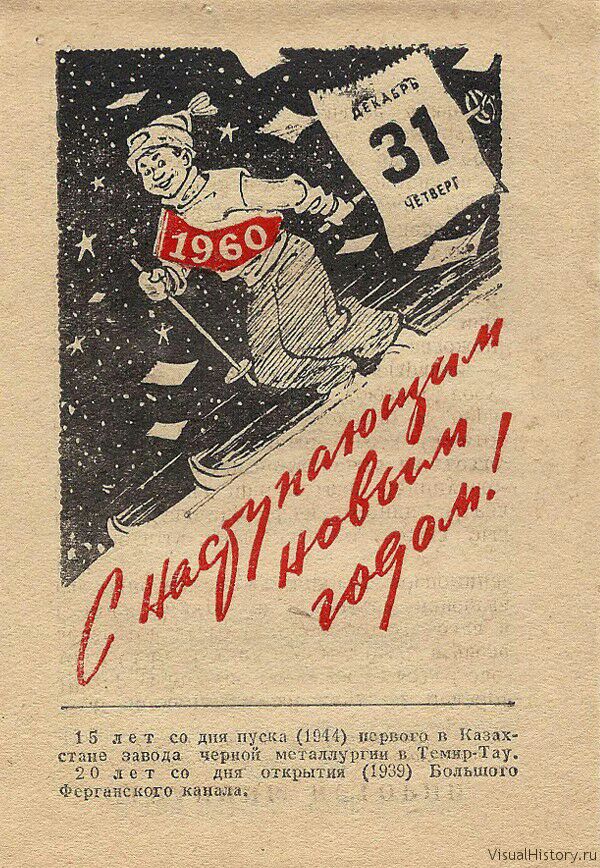 ДЕКАБРЬ
31
ЧЕТВЕРГ
1960
С наступающим
новым
годом!
15 лет со дня пуска (1944) первого в Казах-
стане завода черной металлургии в Темир-Тау.
20 лет со дня открытия (1939) Большого
Ферганского канала.
VisualHistory.ru